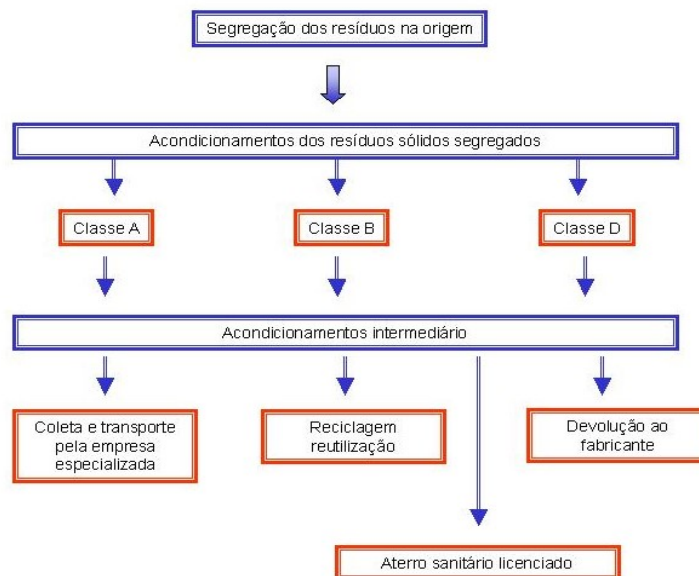 Segregação dos resíduos na origem
Acondicionamentos dos resíduos sólidos segregados
Classe A
Classe B
Classe D
Acondicionamentos intermediário
Coleta e transporte
pela empresa
especializada
Reciclagem
reutilização
Devolução ao
fabricante
Aterro sanitário licenciado